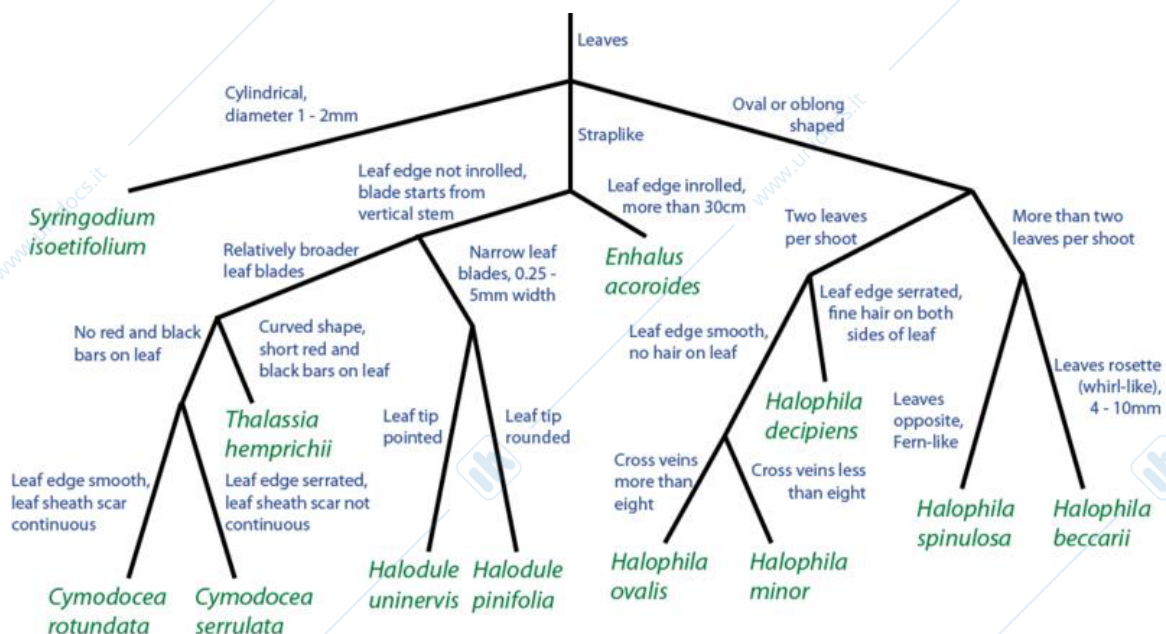 Leaves
Cylindrical,
diameter 1 - 2mm
Oval or oblong
shaped
Straplike
Leaf edge not inrolled,
blade starts from
vertical stem
Leaf edge inrolled,
more than 30cm
Two leaves
per shoot
More than two
leaves per shoot
Syringodium
isoetifolium
Relatively broader
leaf blades
Narrow leaf
blades, 0.25 -
5mm width
Enhalus
acoroides
Leaf edge smooth,
no hair on leaf
Leaf edge serrated,
fine hair on both
sides of leaf
No red and black
bars on leaf
Curved shape,
short red and
black bars on leaf
Leaves
opposite,
Fern-like
Leaves rosette
(whirl-like),
4 - 10mm
Thalassia
hemprichii
Leaf tip
pointed
Leaf tip
rounded
Halophila
decipiens
Leaf edge smooth,
leaf sheath scar
continuous
Leaf edge serrated,
leaf sheath scar not
continuous
Cross veins
more than
eight
Cross veins less
than eight
Halophila
spinulosa
Halophila
beccarii
Cymodocea
rotundata
Cymodocea
serrulata
Halodule
uninervis
Halodule
pinifolia
Halophila
ovalis
Halophila
minor